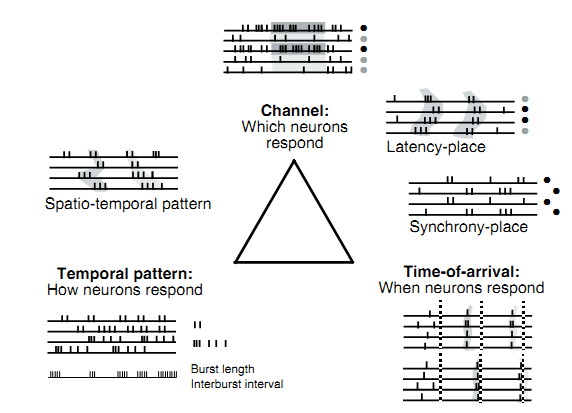 Channel:
Which neurons
respond
Latency-place
Spatio-temporal pattern
Synchrony-place
Temporal pattern:
How neurons respond
Time-of-arrival:
When neurons respond
Burst length
Interburst interval